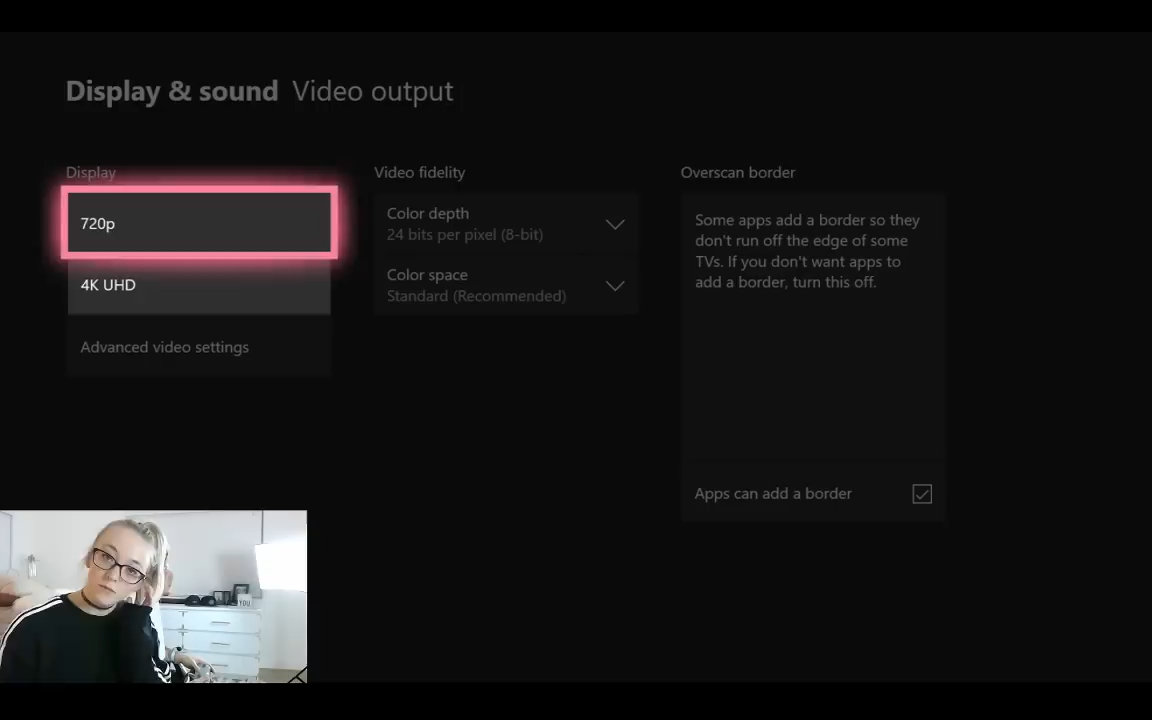 Display & sound Video output
Display
720p
4K UHD
Advanced video settings
Video fidelity
Color depth
24 bits per pixel (8-bit)
Color space
Standard (Recommended)
Overscan border
Some apps add a border so they
don't run off the edge of some
TVs. If you don't want apps to
add a border, turn this off.
Apps can add a border
YOU